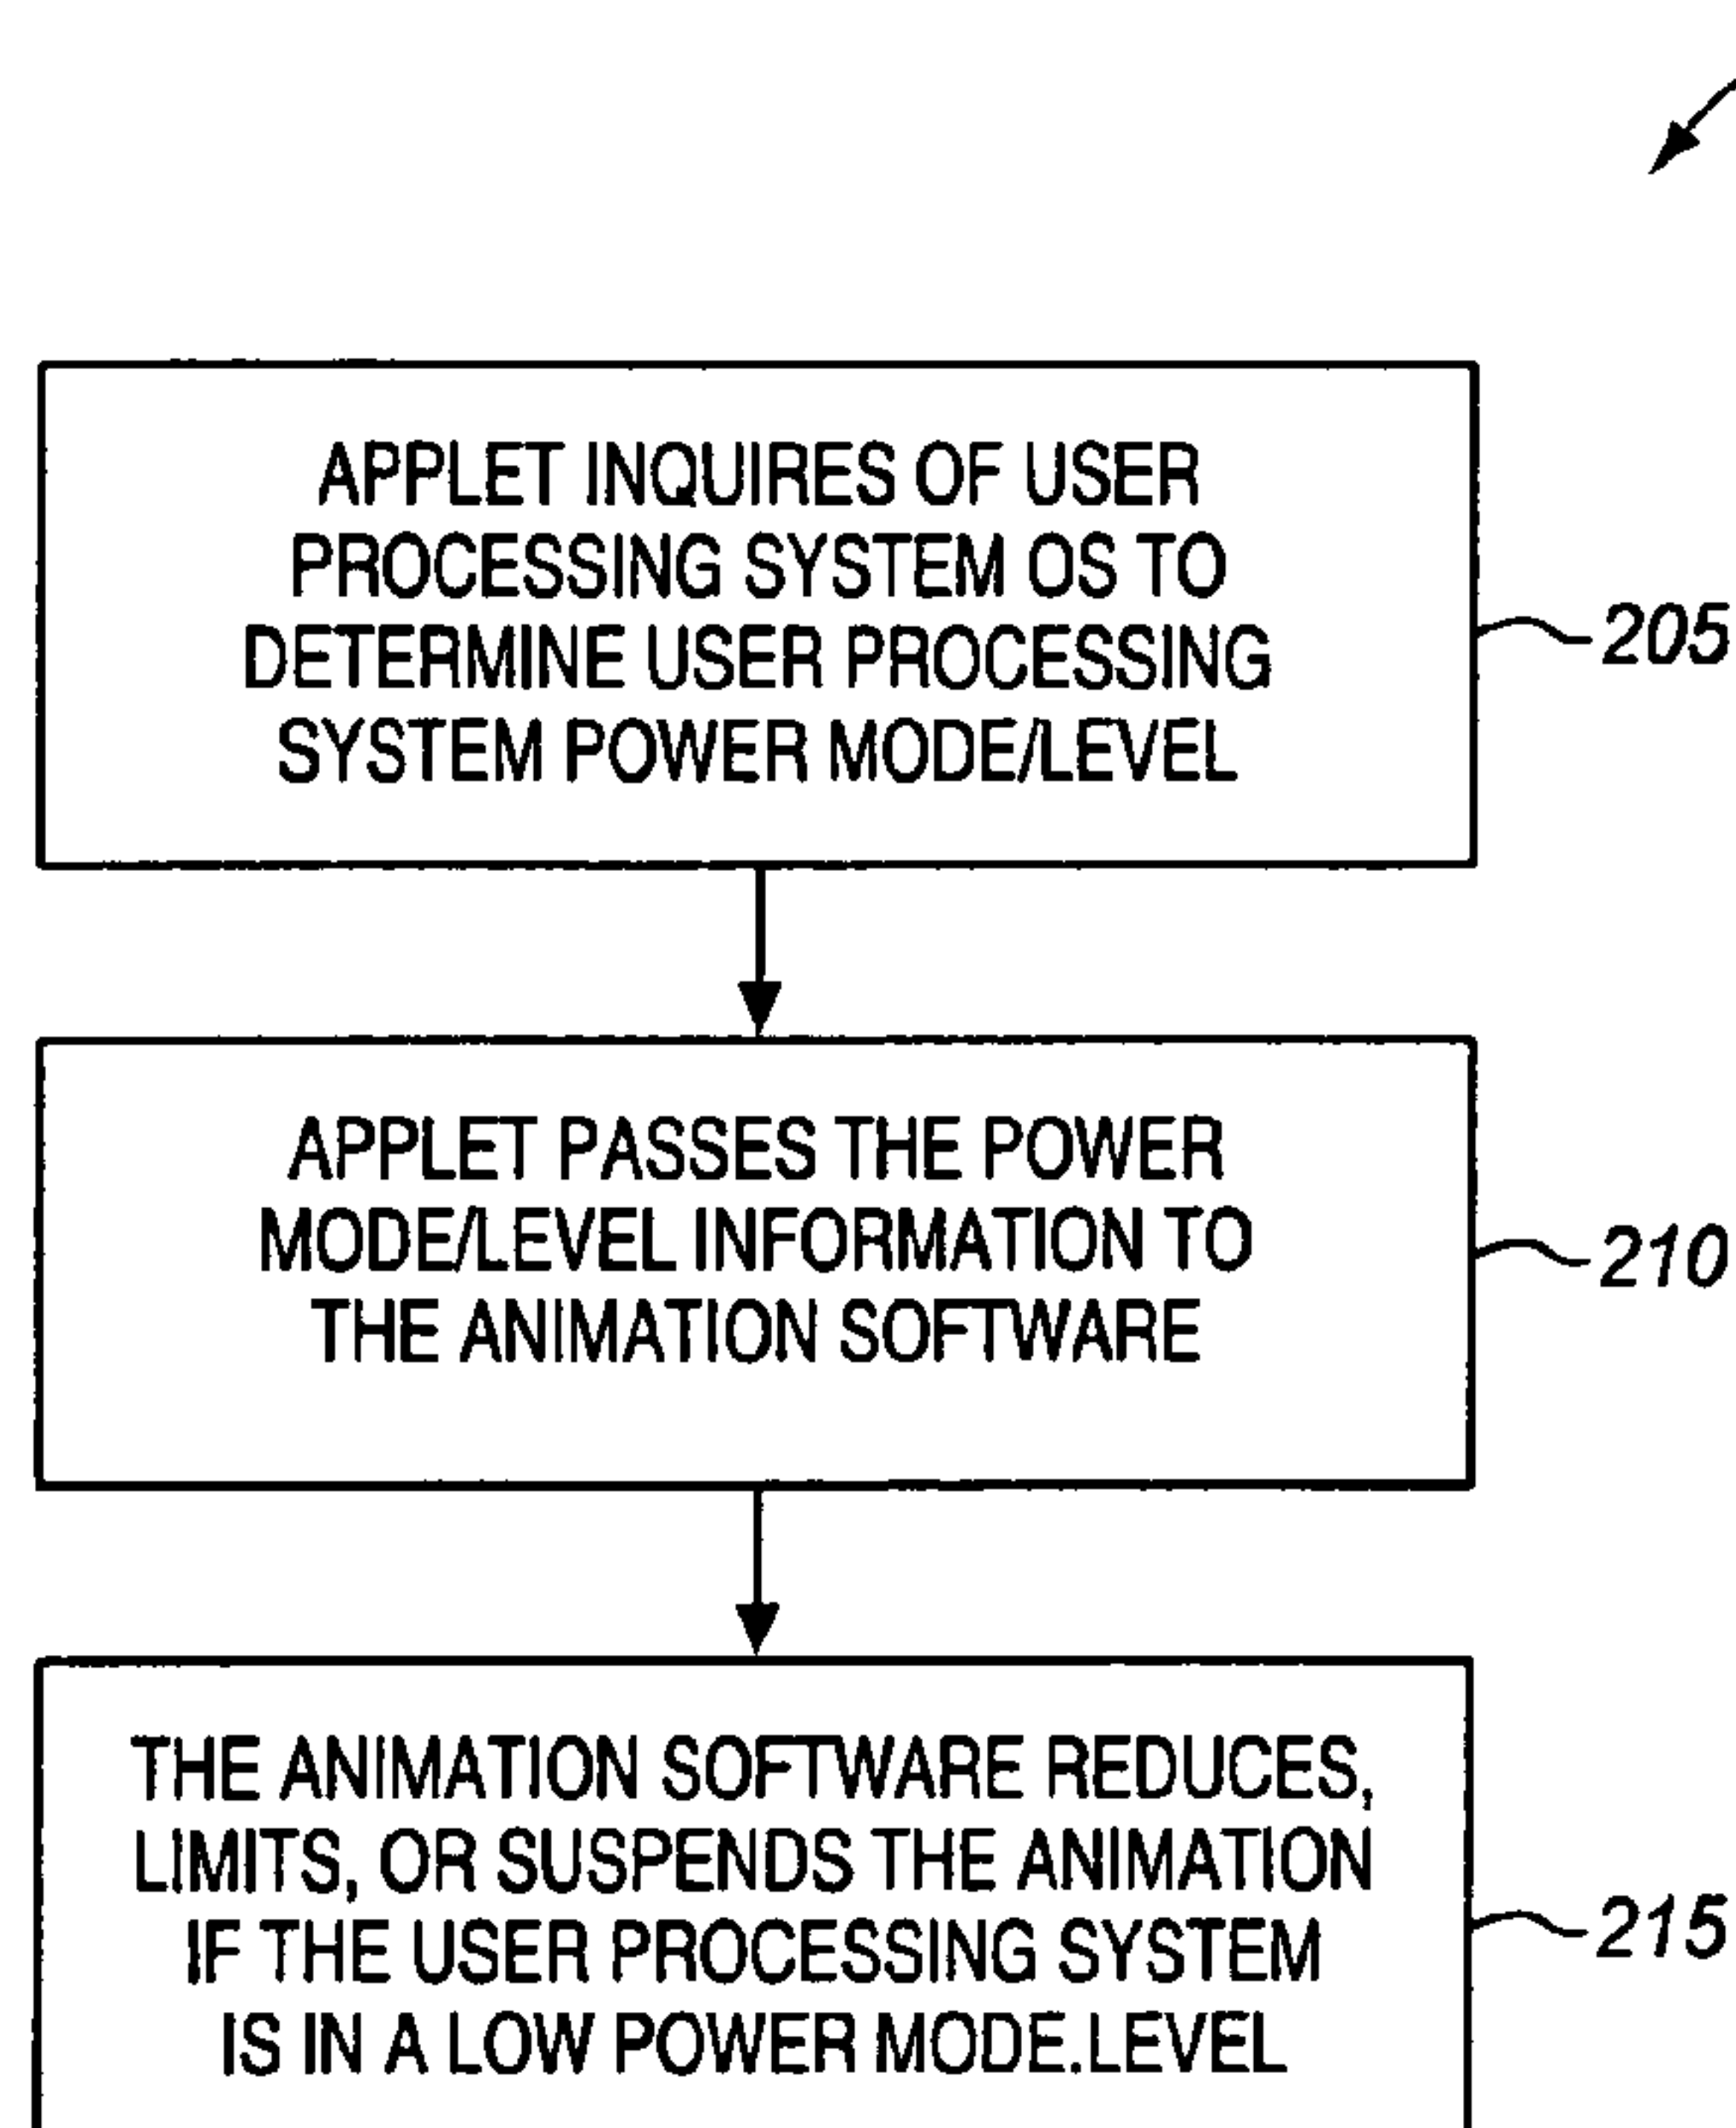 APPLET INQUIRES OF USER
PROCESSING SYSTEM OS TO
DETERMINE USER PROCESSING
SYSTEM POWER MODE/LEVEL
205
APPLET PASSES THE POWER
MODE/LEVEL INFORMATION TO
THE ANIMATION SOFTWARE
210
THE ANIMATION SOFTWARE REDUCES,
LIMITS, OR SUSPENDS THE ANIMATION
IF THE USER PROCESSING SYSTEM
IS IN A LOW POWER MODE.LEVEL
215